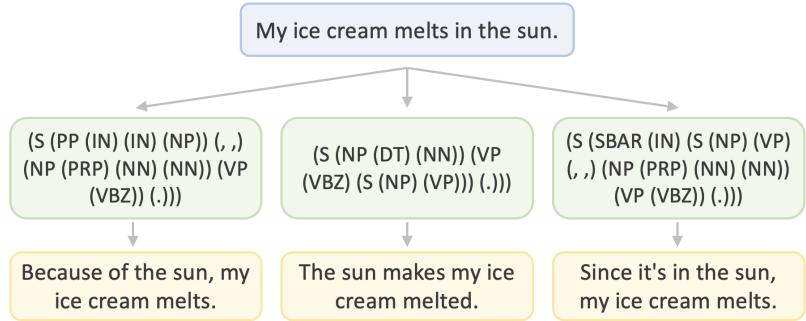 My ice cream melts in the sun.
(S (PP (IN) (IN) (NP)) (, ,)
(NP (PRP) (NN) (NN)) (VP
(VBZ)) (.)))
(S (NP (DT) (NN)) (VP
(VBZ) (S (NP) (VP))) (.)))
(S (SBAR (IN) (S (NP) (VP)
(, ,) (NP (PRP) (NN) (NN))
(VP (VBZ)) (.)))
Because of the sun, my
ice cream melts.
The sun makes my ice
cream melted.
Since it's in the sun,
my ice cream melts.